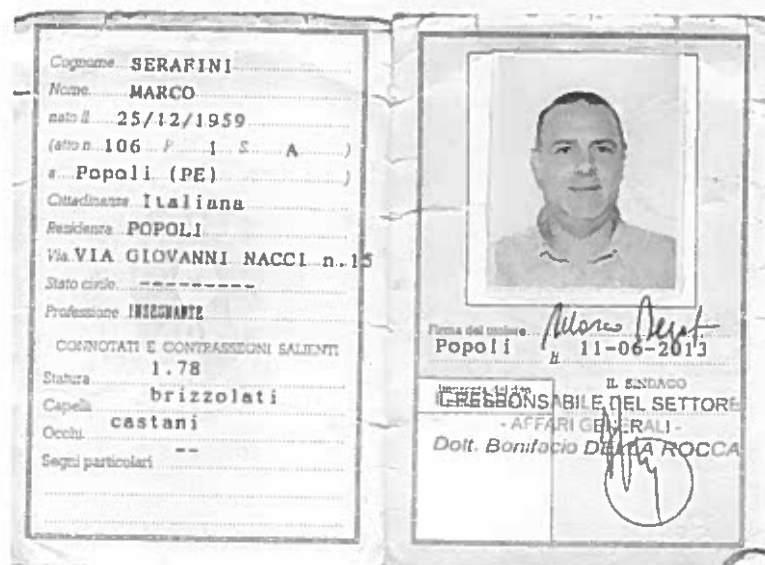 Cognome SERAFINI
Nome MARCO
nato il 25/12/1959
(atto n. 106 P 1 S A )
a Popoli (PE) )
Cittadinanza Italiana
Residenza POPOLI
Via VIA GIOVANNI NACCI n.15
Stato civile ---------
Professione INSEGNANTE
CONNOTATI E CONTRASSEGNI SALIENTI
Statura 1.78
Capelli brizzolati
Occhi castani
Segni particolari --
Firma del titolare Marco
Popoli li 11-06-2013
IL SINDACO
IL RESPONSABILE DEL SETTORE
- AFFARI GENERALI -
Dott. Bonifacio DELLA ROCCA